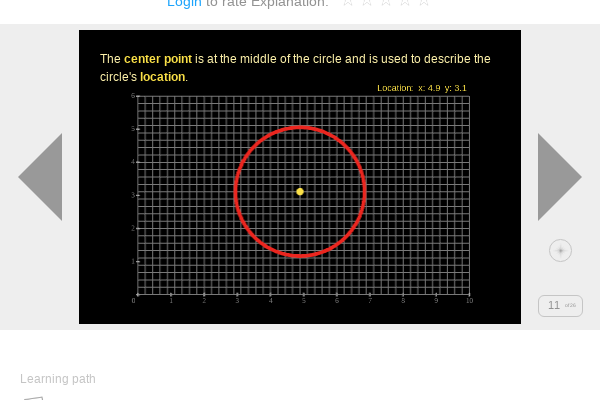 Login to rate Explanation.
The center point is at the middle of the circle and is used to describe the
circle's location.
Location: x: 4.9 y: 3.1
6
5
4
3
2
1
0 1 2 3 4 5 6 7 8 9 10
11 of 26
Learning path